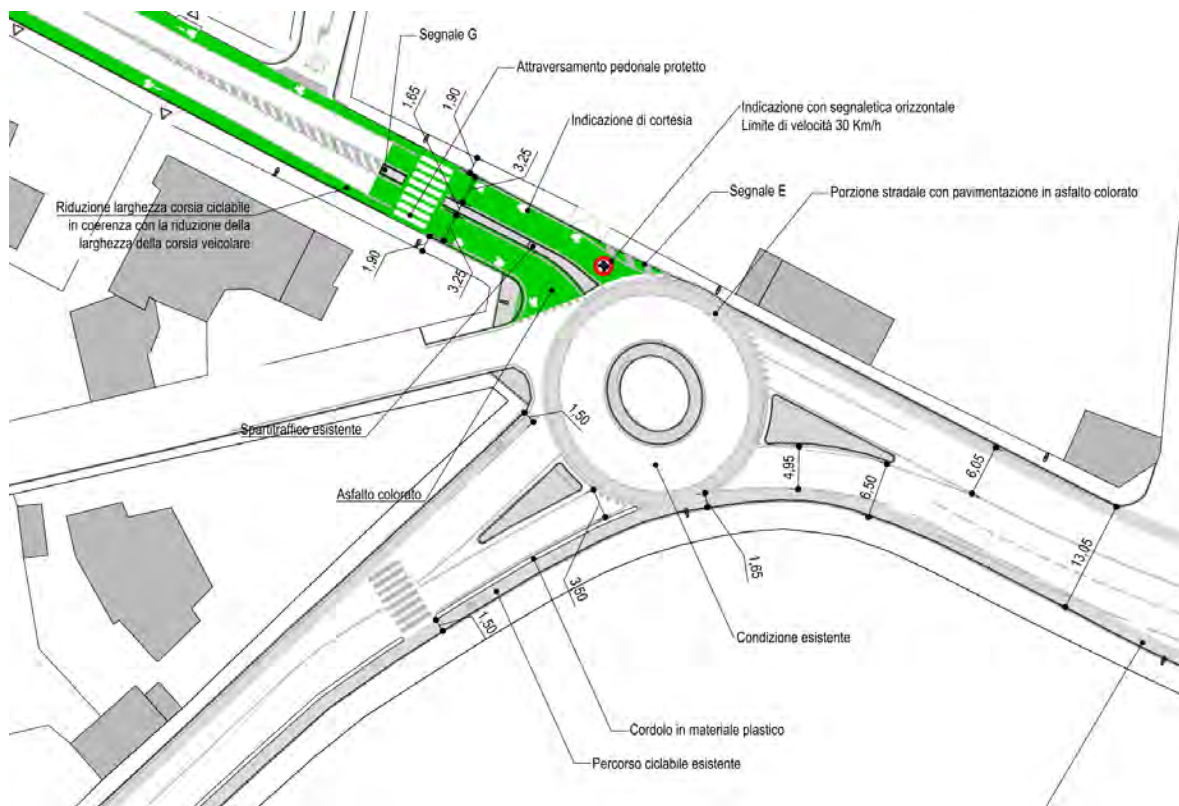 Segnale G
Attraversamento pedonale protetto
1,65
1,90
Indicazione con segnaletica orizzontale
Limite di velocità 30 Km/h
3,25
Indicazione di cortesia
Segnale E
Porzione stradale con pavimentazione in asfalto colorato
Riduzione larghezza corsia ciclabile
in coerenza con la riduzione della
larghezza della corsia veicolare
1,90
3,25
1,50
Spartitraffico esistente
4,95
6,50
6,05
Asfalto colorato
13,05
1,65
3,50
1,50
Condizione esistente
Cordolo in materiale plastico
Percorso ciclabile esistente